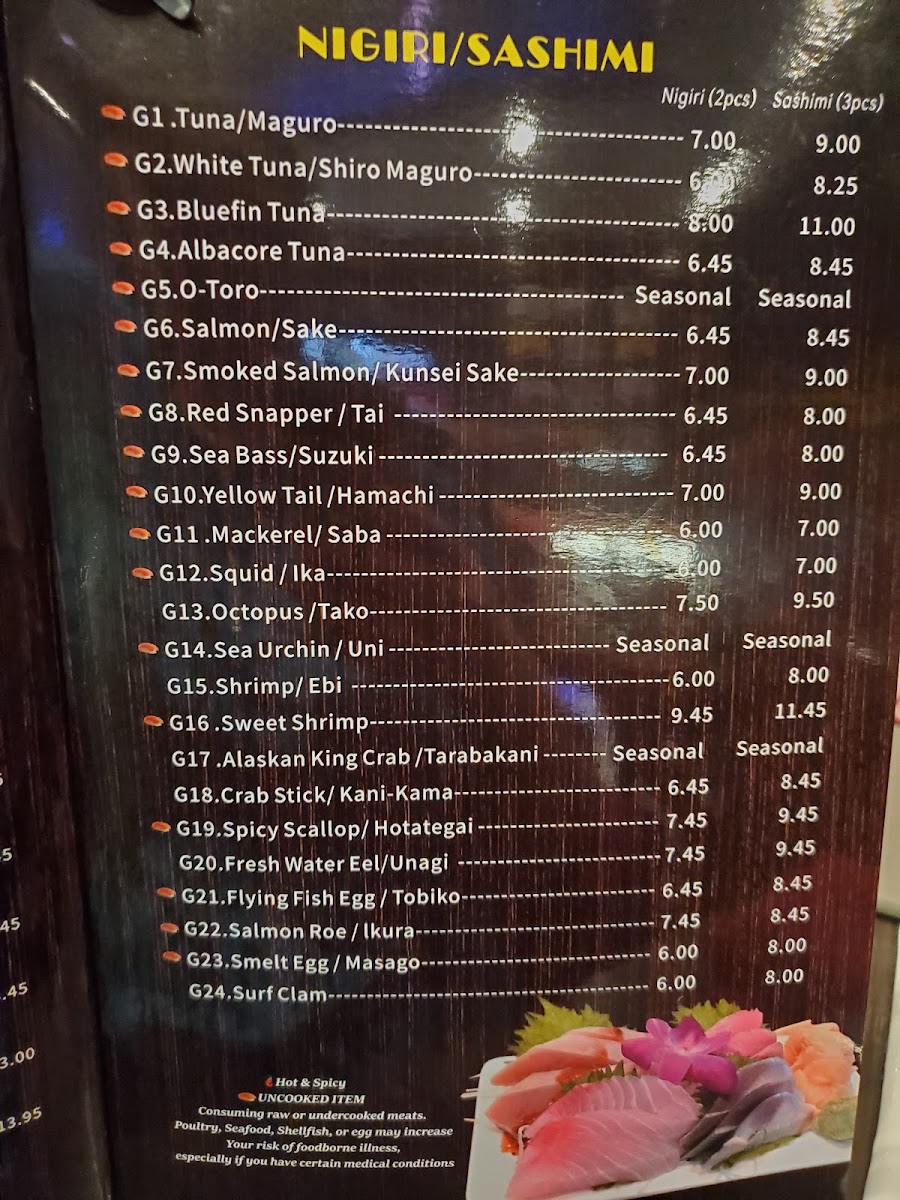 NIGIRI/SASHIMI
Nigiri (2pcs) Sashimi (3pcs)
G1.Tuna/Maguro 7.00 9.00
G2.White Tuna/Shiro Maguro 8.25
G3.Bluefin Tuna 8.00 11.00
G4.Albacore Tuna 6.45 8.45
G5.O-Toro Seasonal Seasonal
G6.Salmon/Sake 6.45 8.45
G7.Smoked Salmon/ Kunsei Sake 7.00 9.00
G8.Red Snapper / Tai 6.45 8.00
G9.Sea Bass/Suzuki 6.45 8.00
G10.Yellow Tail /Hamachi 7.00 9.00
G11.Mackerel/ Saba 6.00 7.00
G12.Squid / Ika 6.00 7.00
G13.Octopus /Tako 7.50 9.50
G14.Sea Urchin / Uni Seasonal Seasonal
G15.Shrimp/ Ebi 6.00 8.00
G16.Sweet Shrimp 9.45 11.45
G17.Alaskan King Crab /Tarabakani Seasonal Seasonal
G18.Crab Stick/ Kani-Kama 6.45 8.45
G19.Spicy Scallop/ Hotategai 7.45 9.45
G20.Fresh Water Eel/Unagi 7.45 9.45
G21.Flying Fish Egg / Tobiko 6.45 8.45
G22.Salmon Roe / Ikura 7.45 8.45
G23.Smelt Egg / Masago 6.00 8.00
G24.Surf Clam 6.00 8.00
Hot & Spicy
UNCOOKED ITEM
Consuming raw or undercooked meats.
Poultry, Seafood, Shellfish, or egg may increase
Your risk of foodborne illness,
especially if you have certain medical conditions
13.95